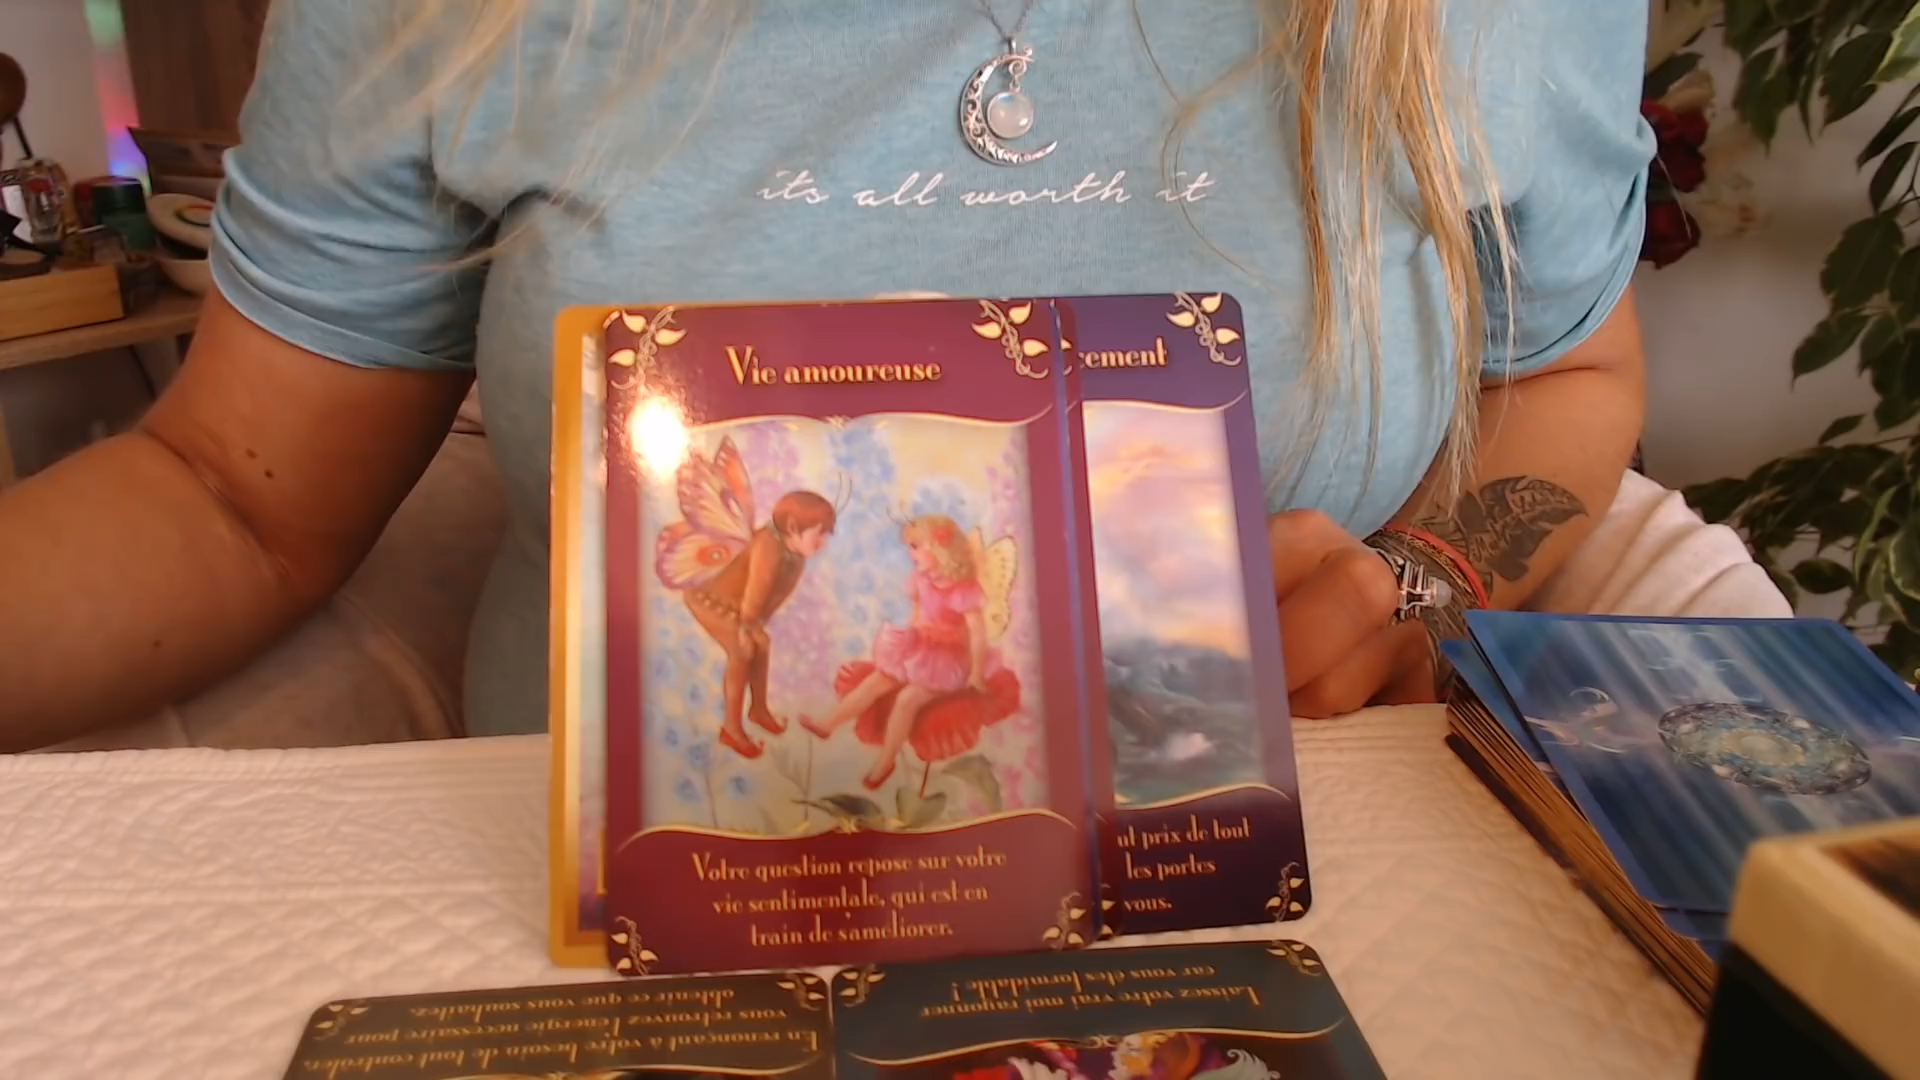 its all worth it
Vie amoureuse
cement
Votre question repose sur votre
vie sentimentale, qui est en
train de s'améliorer.
ut prix de tout
les portes
vous.
En renonçant à votre besoin de tout contrôler,
vous retrouvez l'énergie nécessaire pour
obtenir ce que vous souhaitez.
Laissez votre vrai moi rayonner
car vous êtes formidable !